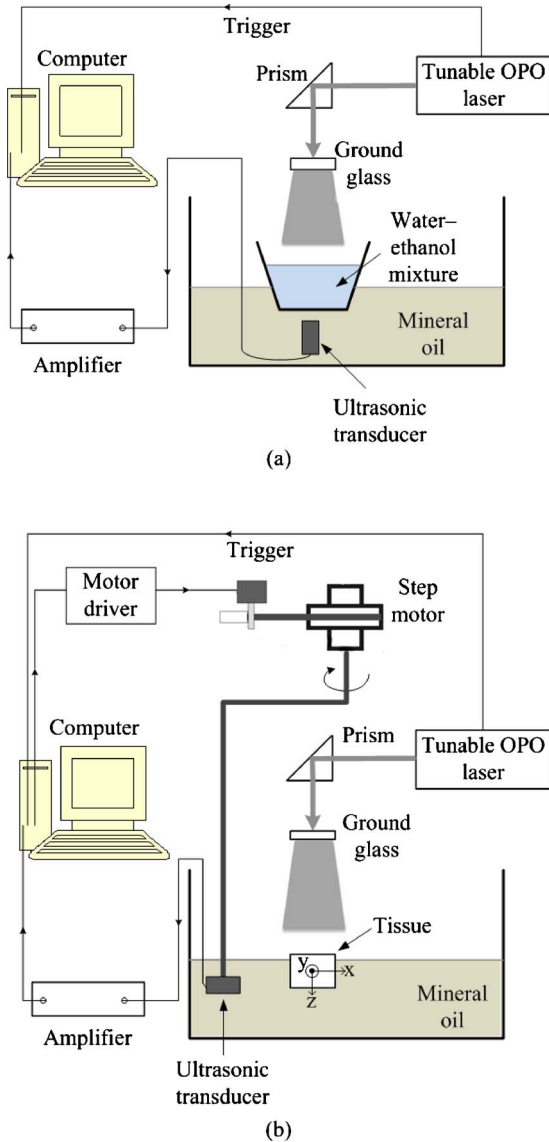 Trigger
Computer
Prism
Tunable OPO
laser
Ground
glass
Water–
ethanol
mixture
Mineral
oil
Amplifier
Ultrasonic
transducer
(a)
Trigger
Motor
driver
Step
motor
Computer
Prism
Tunable OPO
laser
Ground
glass
Tissue
y
x
z
Mineral
oil
Amplifier
Ultrasonic
transducer
(b)